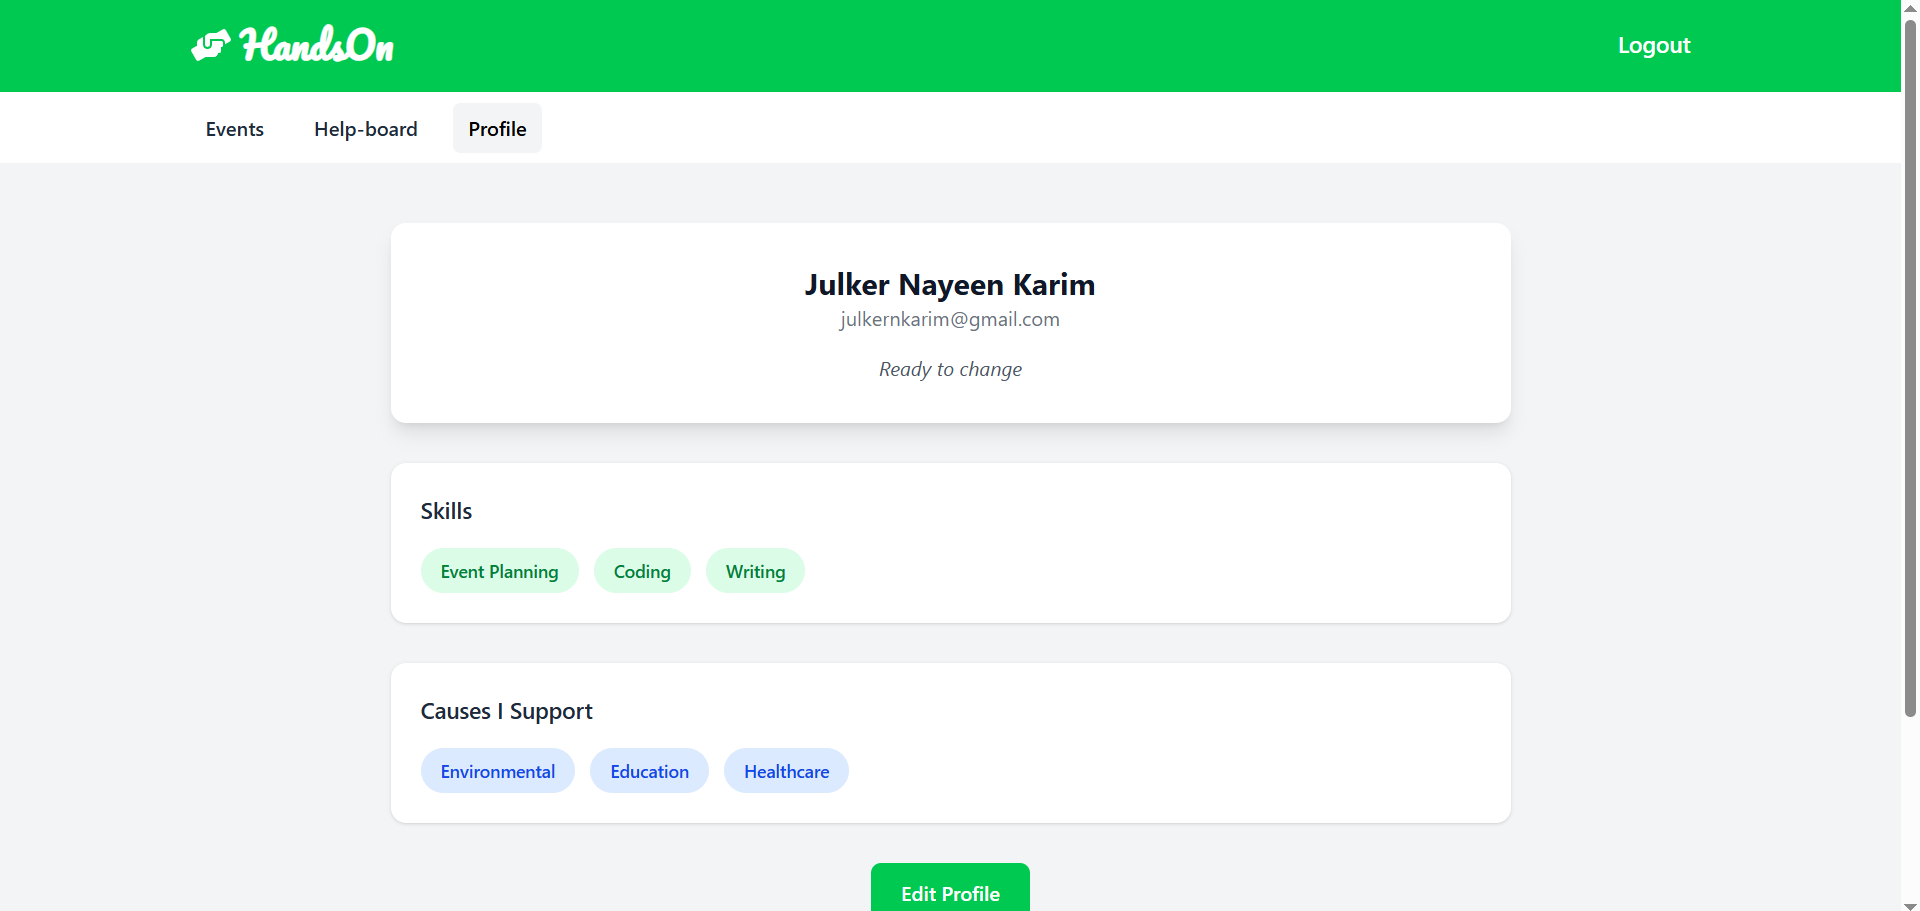 HandsOn
Logout
Events
Help-board
Profile
Julker Nayeen Karim
julkernkarim@gmail.com
Ready to change
Skills
Event Planning
Coding
Writing
Causes I Support
Environmental
Education
Healthcare
Edit Profile